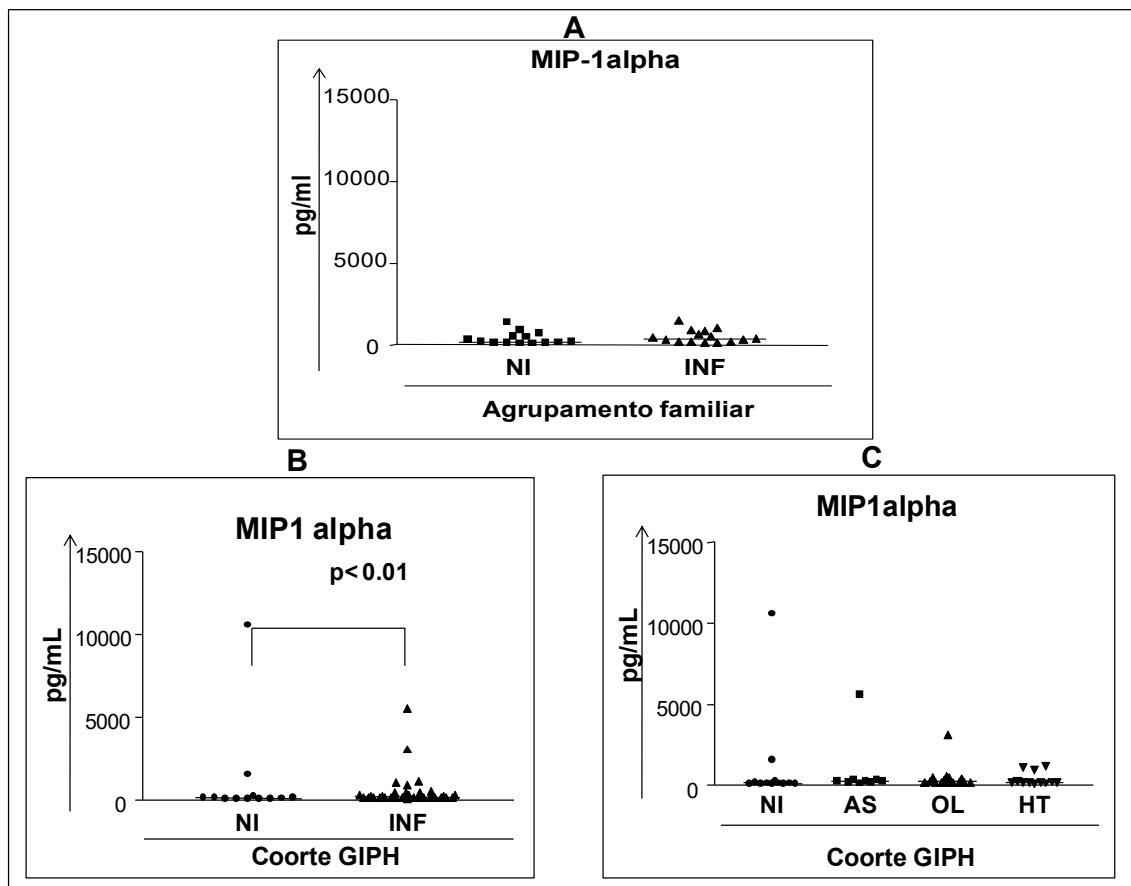 A
MIP-1alpha
pg/ml
15000
10000
5000
0
NI INF
Agrupamento familiar
B
MIP1 alpha
p< 0.01
pg/mL
15000
10000
5000
0
NI INF
Coorte GIPH
C
MIP1alpha
pg/mL
15000
10000
5000
0
NI AS OL HT
Coorte GIPH